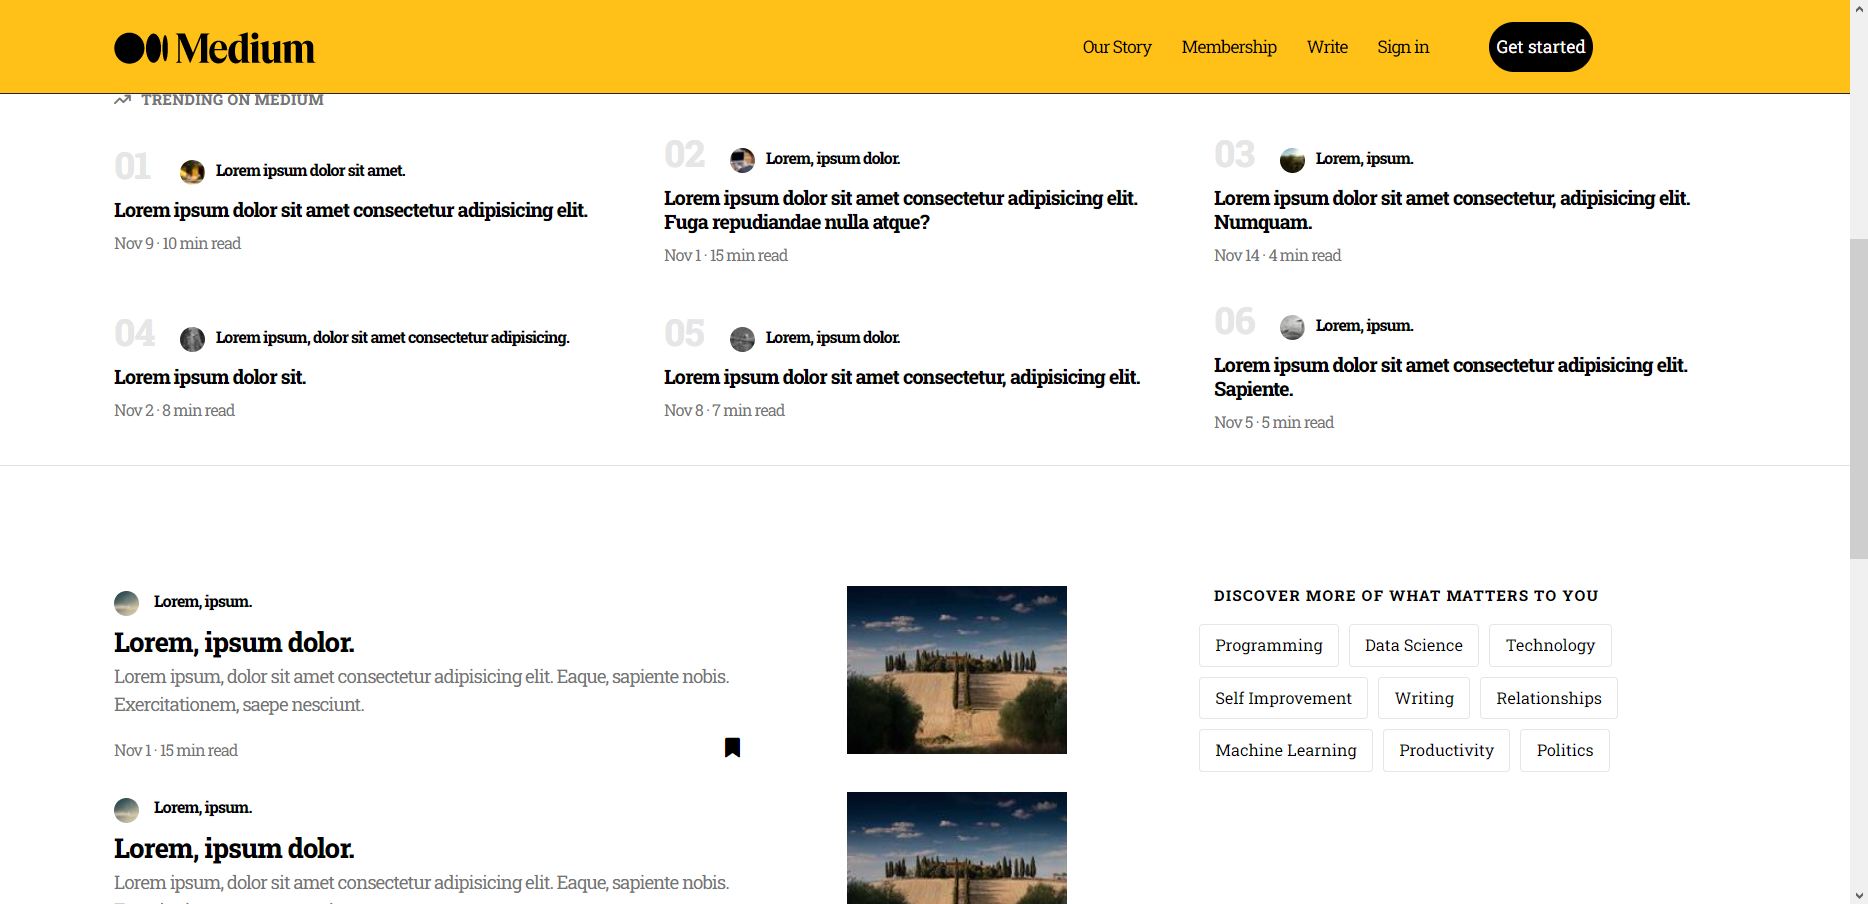 Medium
Our Story
Membership
Write
Sign in
Get started
TRENDING ON MEDIUM
01
Lorem ipsum dolor sit amet.
Lorem ipsum dolor sit amet consectetur adipisicing elit.
Nov 9 · 10 min read
02
Lorem, ipsum dolor.
Lorem ipsum dolor sit amet consectetur adipisicing elit.
Fuga repudiandae nulla atque?
Nov 1 · 15 min read
03
Lorem, ipsum.
Lorem ipsum dolor sit amet consectetur, adipisicing elit.
Numquam.
Nov 14 · 4 min read
04
Lorem ipsum, dolor sit amet consectetur adipisicing.
Lorem ipsum dolor sit.
Nov 2 · 8 min read
05
Lorem, ipsum dolor.
Lorem ipsum dolor sit amet consectetur, adipisicing elit.
Nov 8 · 7 min read
06
Lorem, ipsum.
Lorem ipsum dolor sit amet consectetur adipisicing elit.
Sapiente.
Nov 5 · 5 min read
Lorem, ipsum.
Lorem, ipsum dolor.
Lorem ipsum, dolor sit amet consectetur adipisicing elit. Eaque, sapiente nobis.
Exercitationem, saepe nesciunt.
Nov 1 · 15 min read
Lorem, ipsum.
Lorem, ipsum dolor.
Lorem ipsum, dolor sit amet consectetur adipisicing elit. Eaque, sapiente nobis.
DISCOVER MORE OF WHAT MATTERS TO YOU
Programming
Data Science
Technology
Self Improvement
Writing
Relationships
Machine Learning
Productivity
Politics